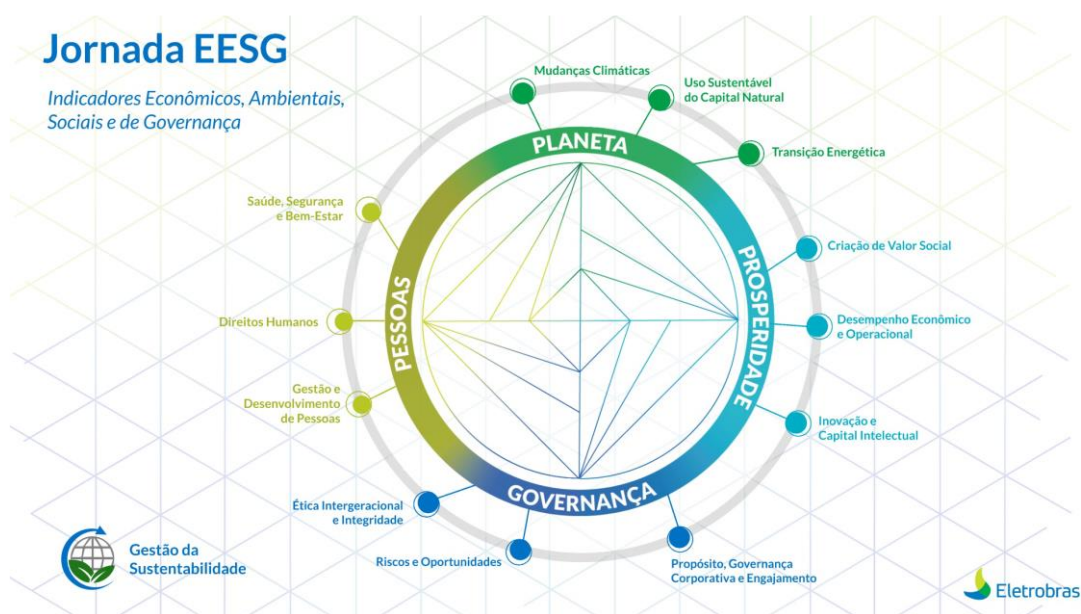 Jornada EESG
Indicadores Econômicos, Ambientais,
Sociais e de Governança
Mudanças Climáticas
Uso Sustentável
do Capital Natural
Transição Energética
PLANETA
Saúde, Segurança
e Bem-Estar
Criação de Valor Social
PESSOAS
PROSPERIDADE
Direitos Humanos
Desempenho Econômico
e Operacional
Gestão e
Desenvolvimento
de Pessoas
Inovação e
Capital Intelectual
GOVERNANÇA
Ética Intergeracional
e Integridade
Riscos e Oportunidades
Propósito, Governança
Corporativa e Engajamento
Gestão da
Sustentabilidade
Eletrobras